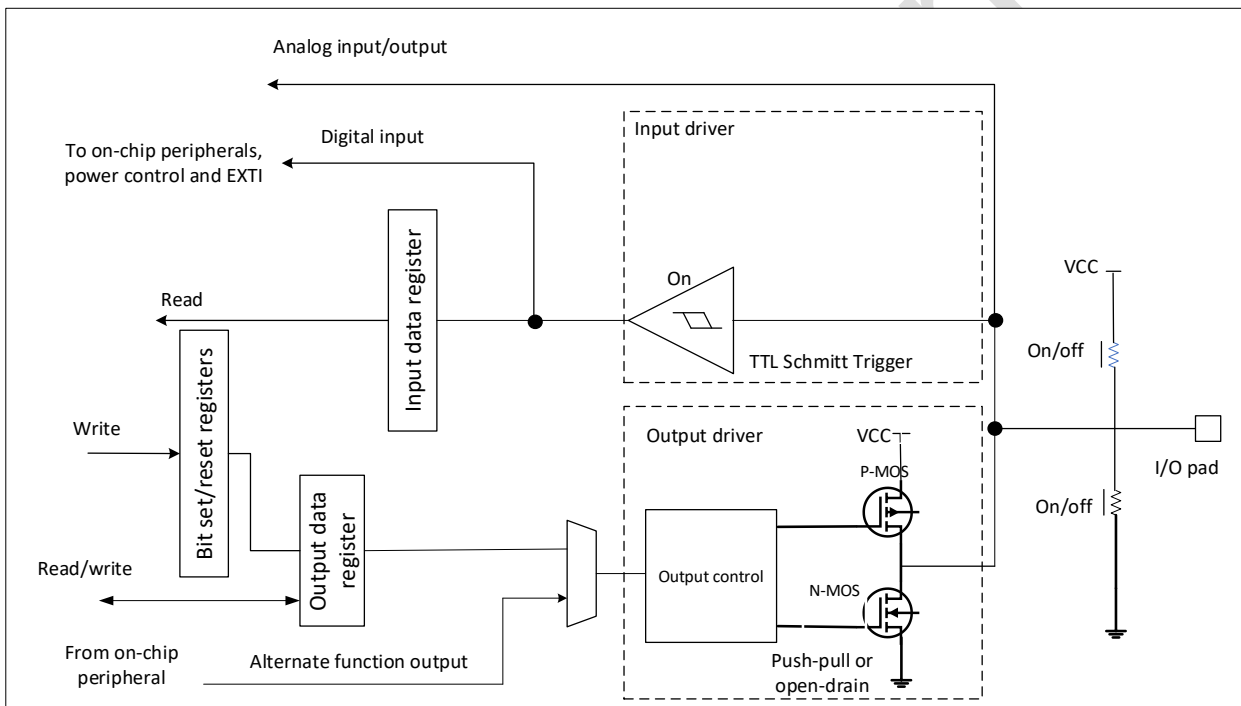 Analog input/output
Input driver
Digital input
To on-chip peripherals,
power control and EXTI
Input data register
On
VCC
Read
On/off
TTL Schmitt Trigger
Bit set/reset registers
Write
Output driver
VCC
I/O pad
P-MOS
On/off
Output data
register
Read/write
Output control
N-MOS
From on-chip
peripheral
Alternate function output
Push-pull or
open-drain